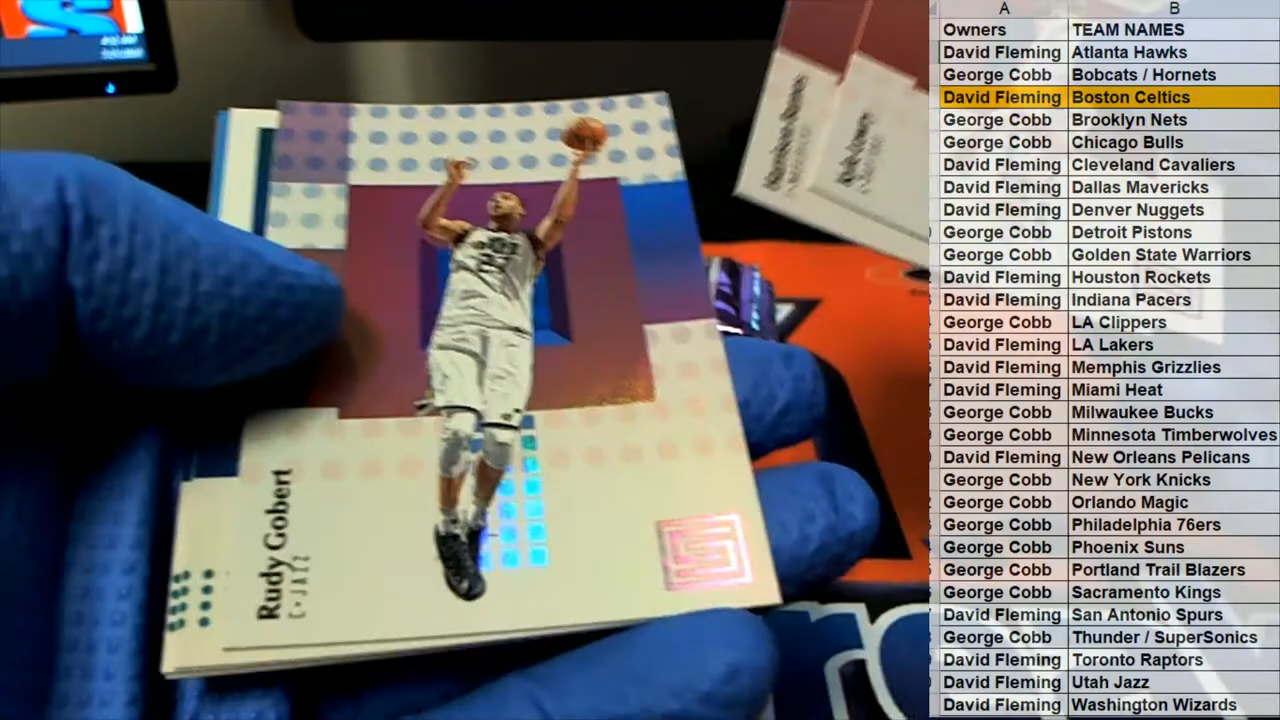 Rudy Gobert
C • JAZZ
A B
Owners TEAM NAMES
David Fleming Atlanta Hawks
George Cobb Bobcats / Hornets
David Fleming Boston Celtics
George Cobb Brooklyn Nets
George Cobb Chicago Bulls
David Fleming Cleveland Cavaliers
David Fleming Dallas Mavericks
David Fleming Denver Nuggets
George Cobb Detroit Pistons
George Cobb Golden State Warriors
David Fleming Houston Rockets
David Fleming Indiana Pacers
George Cobb LA Clippers
David Fleming LA Lakers
David Fleming Memphis Grizzlies
David Fleming Miami Heat
George Cobb Milwaukee Bucks
George Cobb Minnesota Timberwolves
David Fleming New Orleans Pelicans
George Cobb New York Knicks
George Cobb Orlando Magic
George Cobb Philadelphia 76ers
George Cobb Phoenix Suns
George Cobb Portland Trail Blazers
George Cobb Sacramento Kings
David Fleming San Antonio Spurs
George Cobb Thunder / SuperSonics
David Fleming Toronto Raptors
David Fleming Utah Jazz
David Fleming Washington Wizards